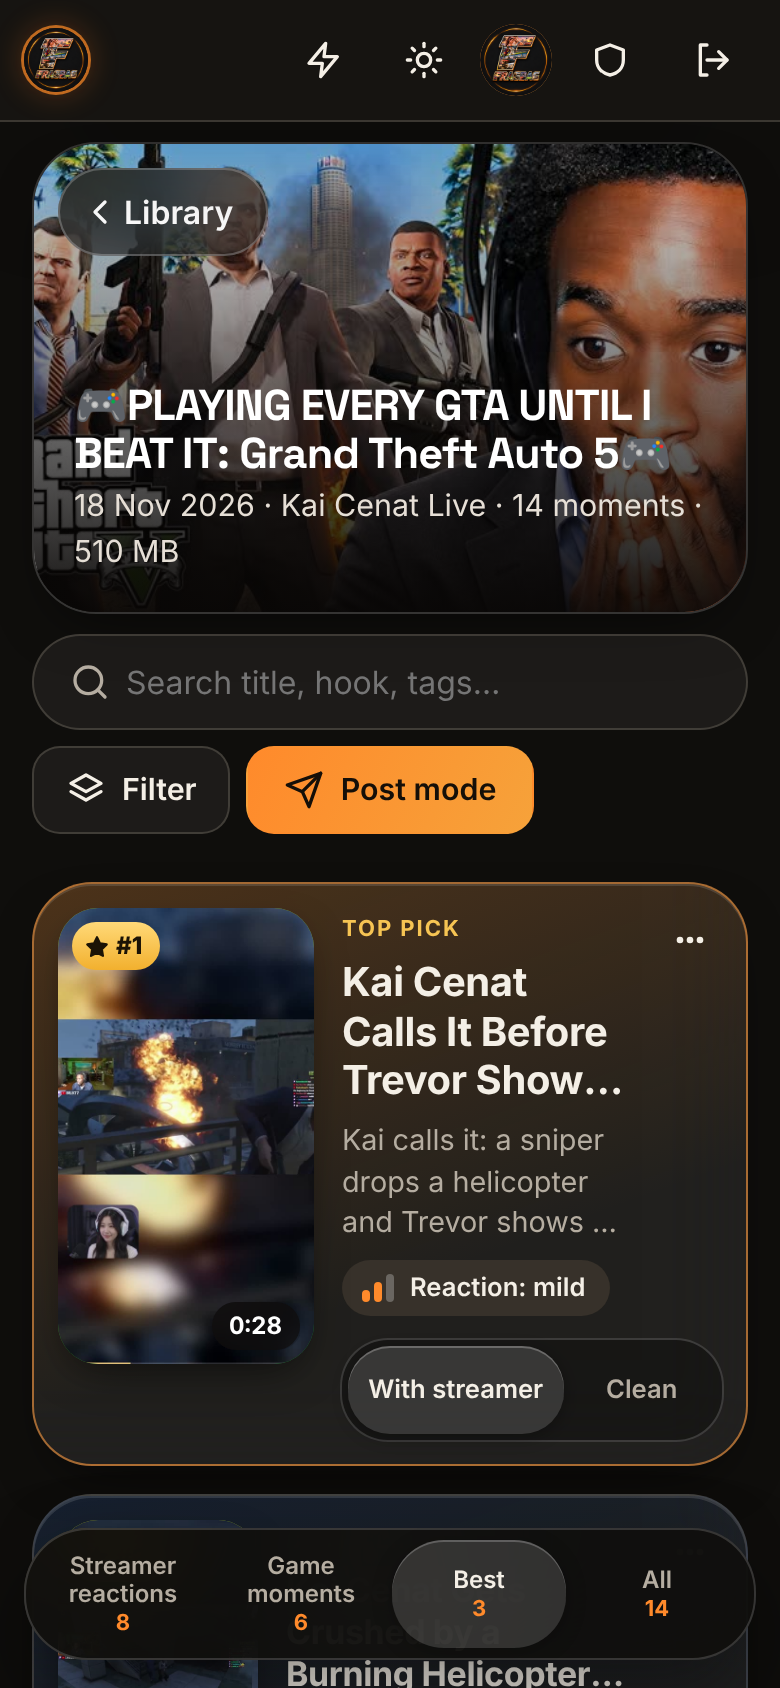 Library
🎮PLAYING EVERY GTA UNTIL I
BEAT IT: Grand Theft Auto 5🎮
18 Nov 2026 · Kai Cenat Live · 14 moments ·
510 MB
Search title, hook, tags...
Filter
Post mode
#1
TOP PICK
Kai Cenat
Calls It Before
Trevor Show...
Kai calls it: a sniper
drops a helicopter
and Trevor shows ...
Reaction: mild
0:28
With streamer
Clean
Streamer
reactions
8
Game
moments
6
Best
3
All
14
Crushed by a
Burning Helicopter...